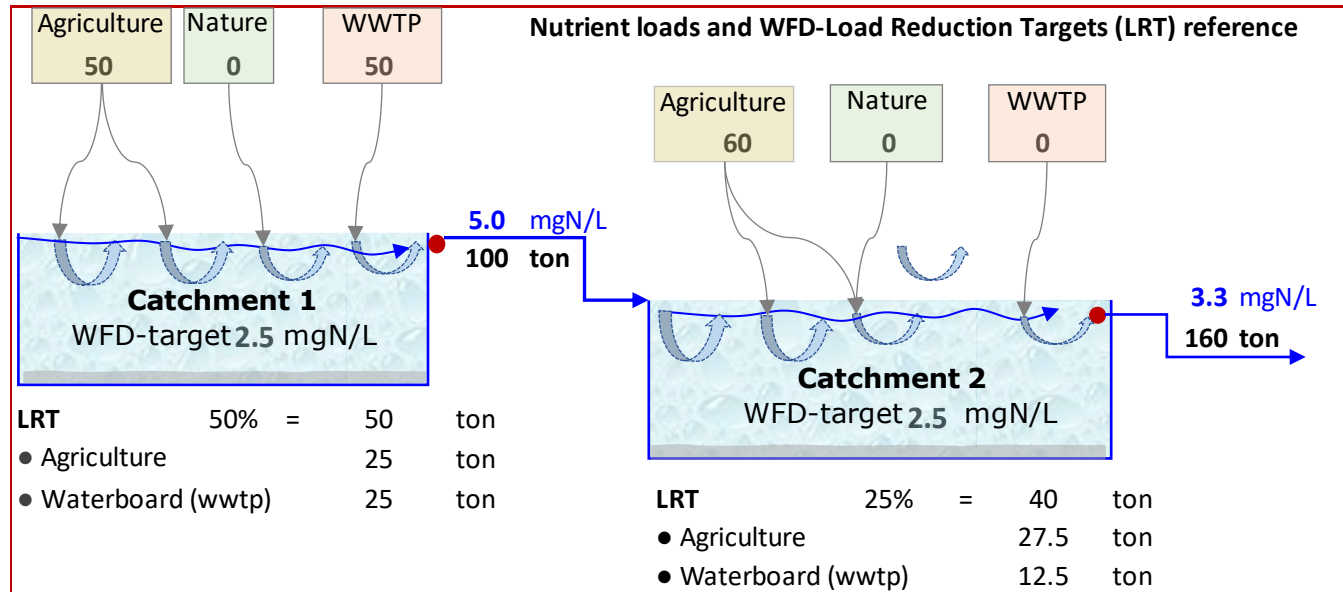 Nutrient loads and WFD-Load Reduction Targets (LRT) reference
Agriculture
50
Nature
0
WWTP
50
5.0 mgN/L
100 ton
Catchment 1
WFD-target 2.5 mgN/L
LRT 50% = 50 ton
● Agriculture 25 ton
● Waterboard (wwtp) 25 ton
Agriculture
60
Nature
0
WWTP
0
3.3 mgN/L
160 ton
Catchment 2
WFD-target 2.5 mgN/L
LRT 25% = 40 ton
● Agriculture 27.5 ton
● Waterboard (wwtp) 12.5 ton